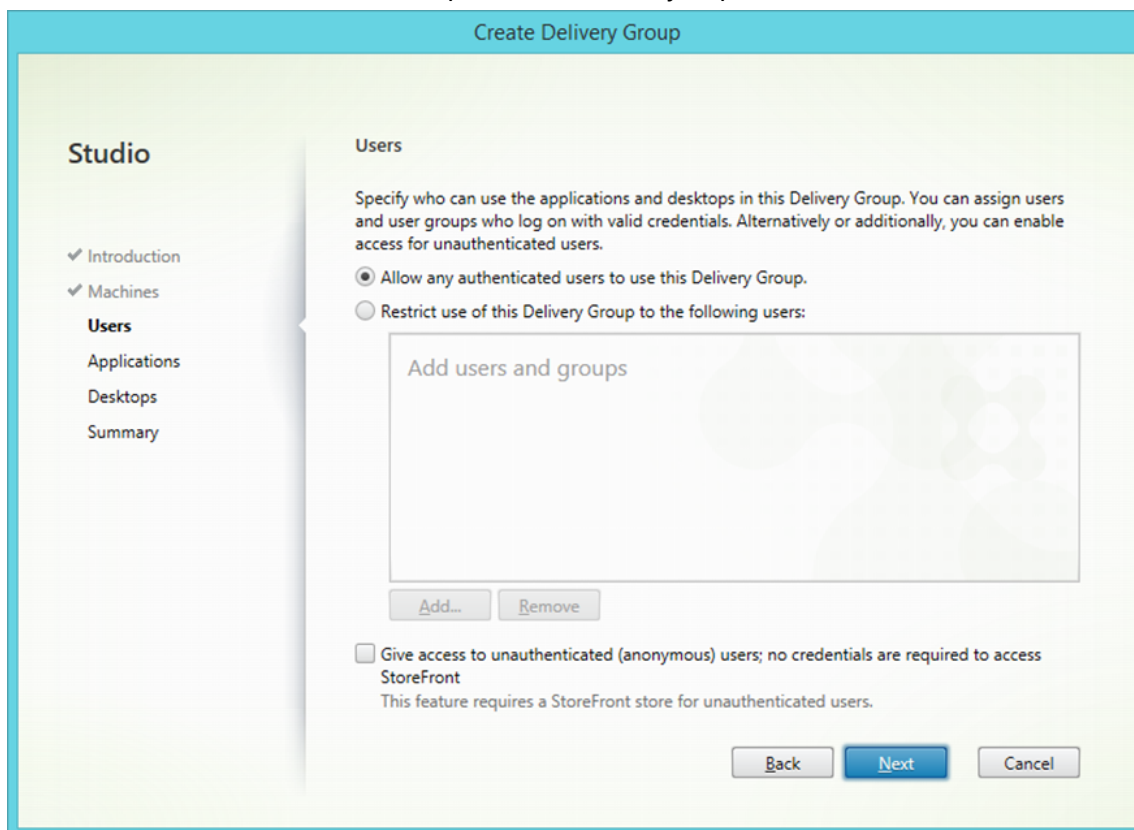 Create Delivery Group
Studio
Introduction
Machines
Users
Applications
Desktops
Summary
Users
Specify who can use the applications and desktops in this Delivery Group. You can assign users
and user groups who log on with valid credentials. Alternatively or additionally, you can enable
access for unauthenticated users.
Allow any authenticated users to use this Delivery Group.
Restrict use of this Delivery Group to the following users:
Add users and groups
Add...
Remove
Give access to unauthenticated (anonymous) users; no credentials are required to access
StoreFront
This feature requires a StoreFront store for unauthenticated users.
Back
Next
Cancel